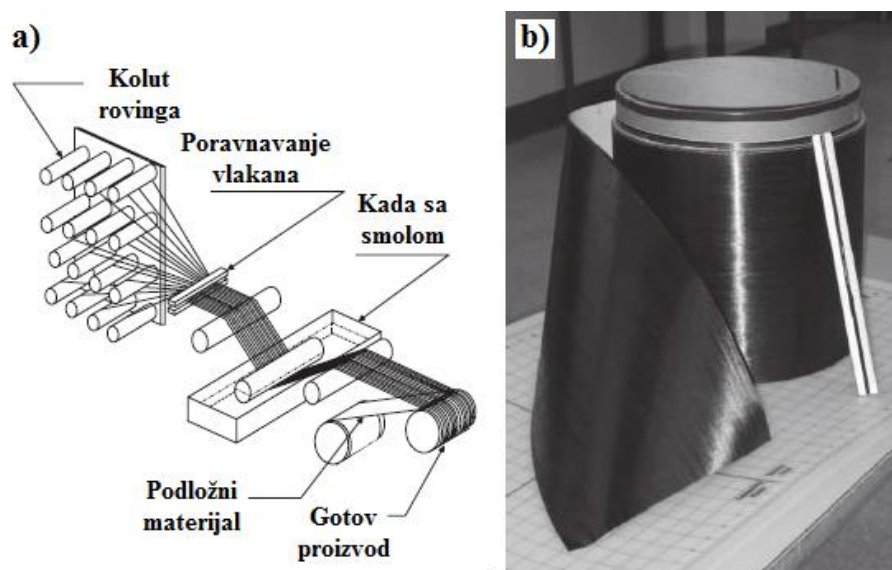 a)
Kolut
rovinga
Poravnavanje
vlakana
Kada sa
smolom
Podložni
materijal
Gotov
proizvod
b)